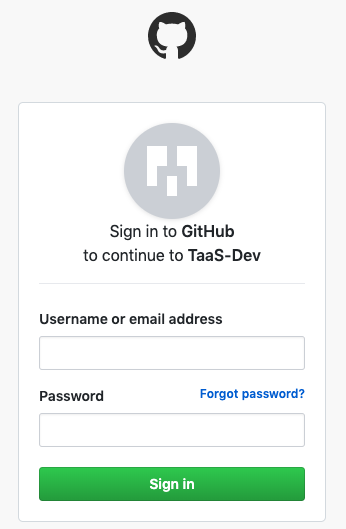 Sign in to GitHub
to continue to TaaS-Dev
Username or email address
Password
Forgot password?
Sign in